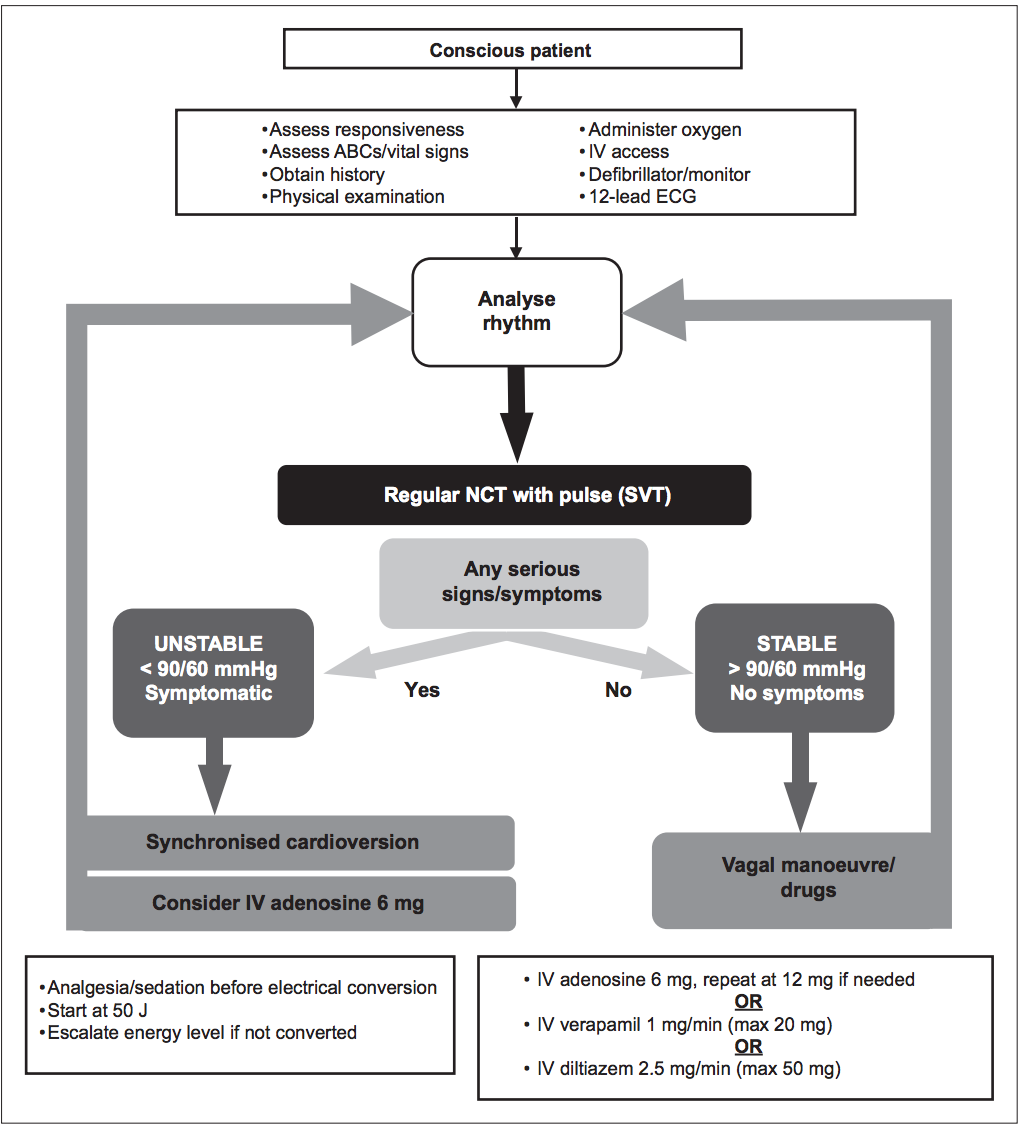 Conscious patient
•Assess responsiveness
•Assess ABCs/vital signs
•Obtain history
•Physical examination
•Administer oxygen
•IV access
•Defibrillator/monitor
•12-lead ECG
Analyse
rhythm
Regular NCT with pulse (SVT)
Any serious
signs/symptoms
UNSTABLE
< 90/60 mmHg
Symptomatic
Yes
No
STABLE
> 90/60 mmHg
No symptoms
Synchronised cardioversion
Consider IV adenosine 6 mg
Vagal manoeuvre/
drugs
•Analgesia/sedation before electrical conversion
•Start at 50 J
•Escalate energy level if not converted
• IV adenosine 6 mg, repeat at 12 mg if needed
OR
• IV verapamil 1 mg/min (max 20 mg)
OR
• IV diltiazem 2.5 mg/min (max 50 mg)